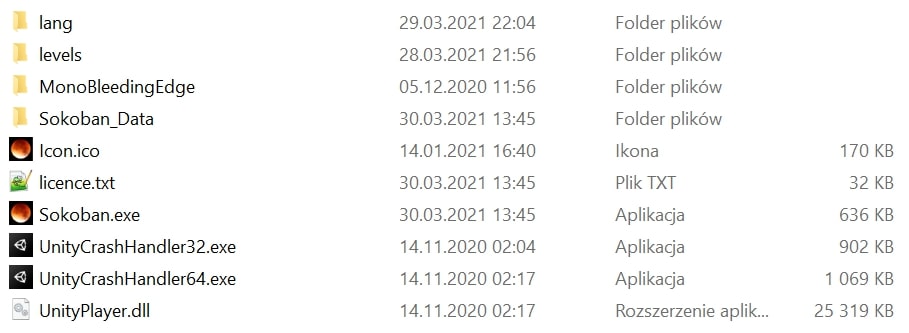 lang 29.03.2021 22:04 Folder plików
levels 28.03.2021 21:56 Folder plików
MonoBleedingEdge 05.12.2020 11:56 Folder plików
Sokoban_Data 30.03.2021 13:45 Folder plików
Icon.ico 14.01.2021 16:40 Ikona 170 KB
licence.txt 30.03.2021 13:45 Plik TXT 32 KB
Sokoban.exe 30.03.2021 13:45 Aplikacja 636 KB
UnityCrashHandler32.exe 14.11.2020 02:04 Aplikacja 902 KB
UnityCrashHandler64.exe 14.11.2020 02:17 Aplikacja 1 069 KB
UnityPlayer.dll 14.11.2020 02:17 Rozszerzenie aplik... 25 319 KB